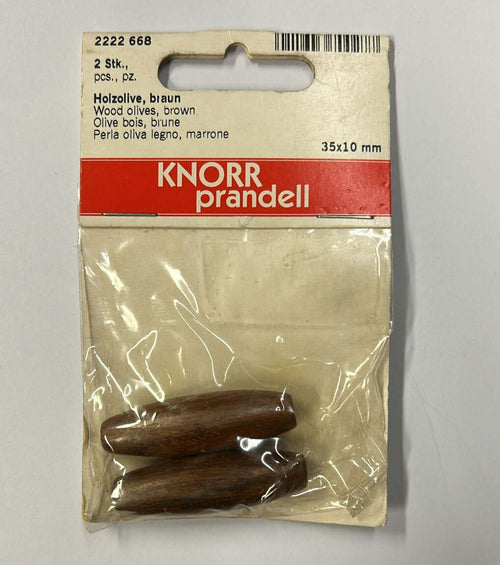 2222 668
2 Stk.,
pcs., pz.
Holzolive, braun
Wood olives, brown
Olive bois, brune
Perla oliva legno, marrone
35x10 mm
KNORR
prandell